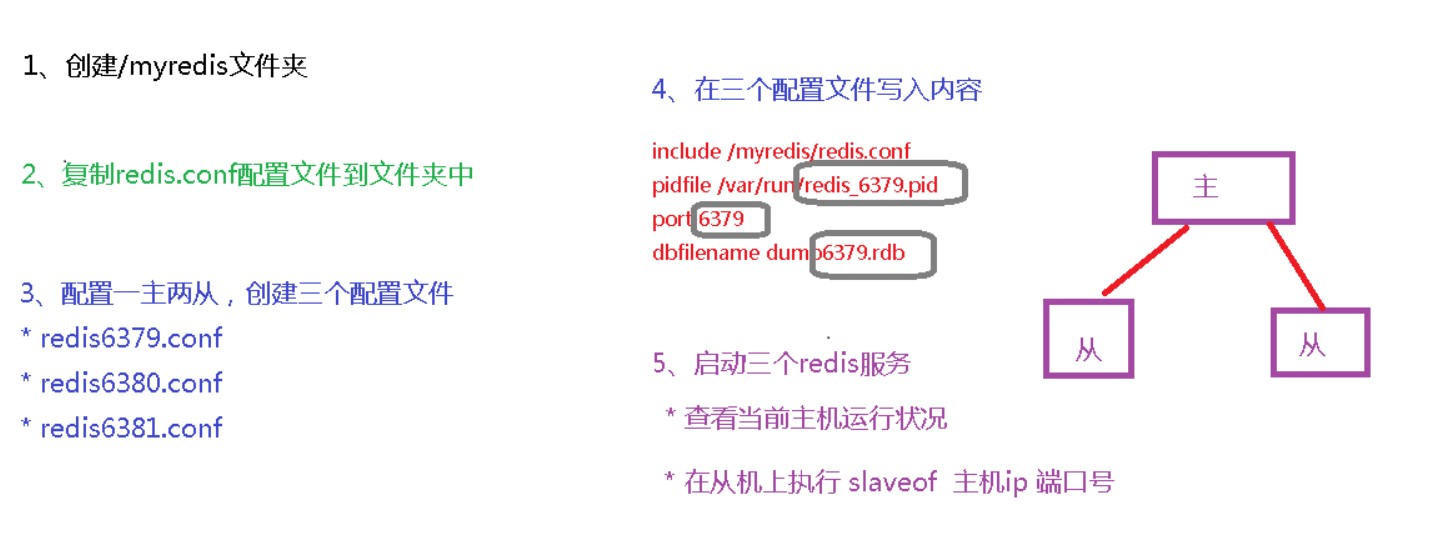 1、创建/myredis文件夹
2、复制redis.conf配置文件到文件夹中
3、配置一主两从，创建三个配置文件
* redis6379.conf
* redis6380.conf
* redis6381.conf
4、在三个配置文件写入内容
include /myredis/redis.conf
pidfile /var/run/redis_6379.pid
port 6379
dbfilename dump6379.rdb
5、启动三个redis服务
* 查看当前主机运行状况
* 在从机上执行 slaveof 主机ip 端口号
主
从
从